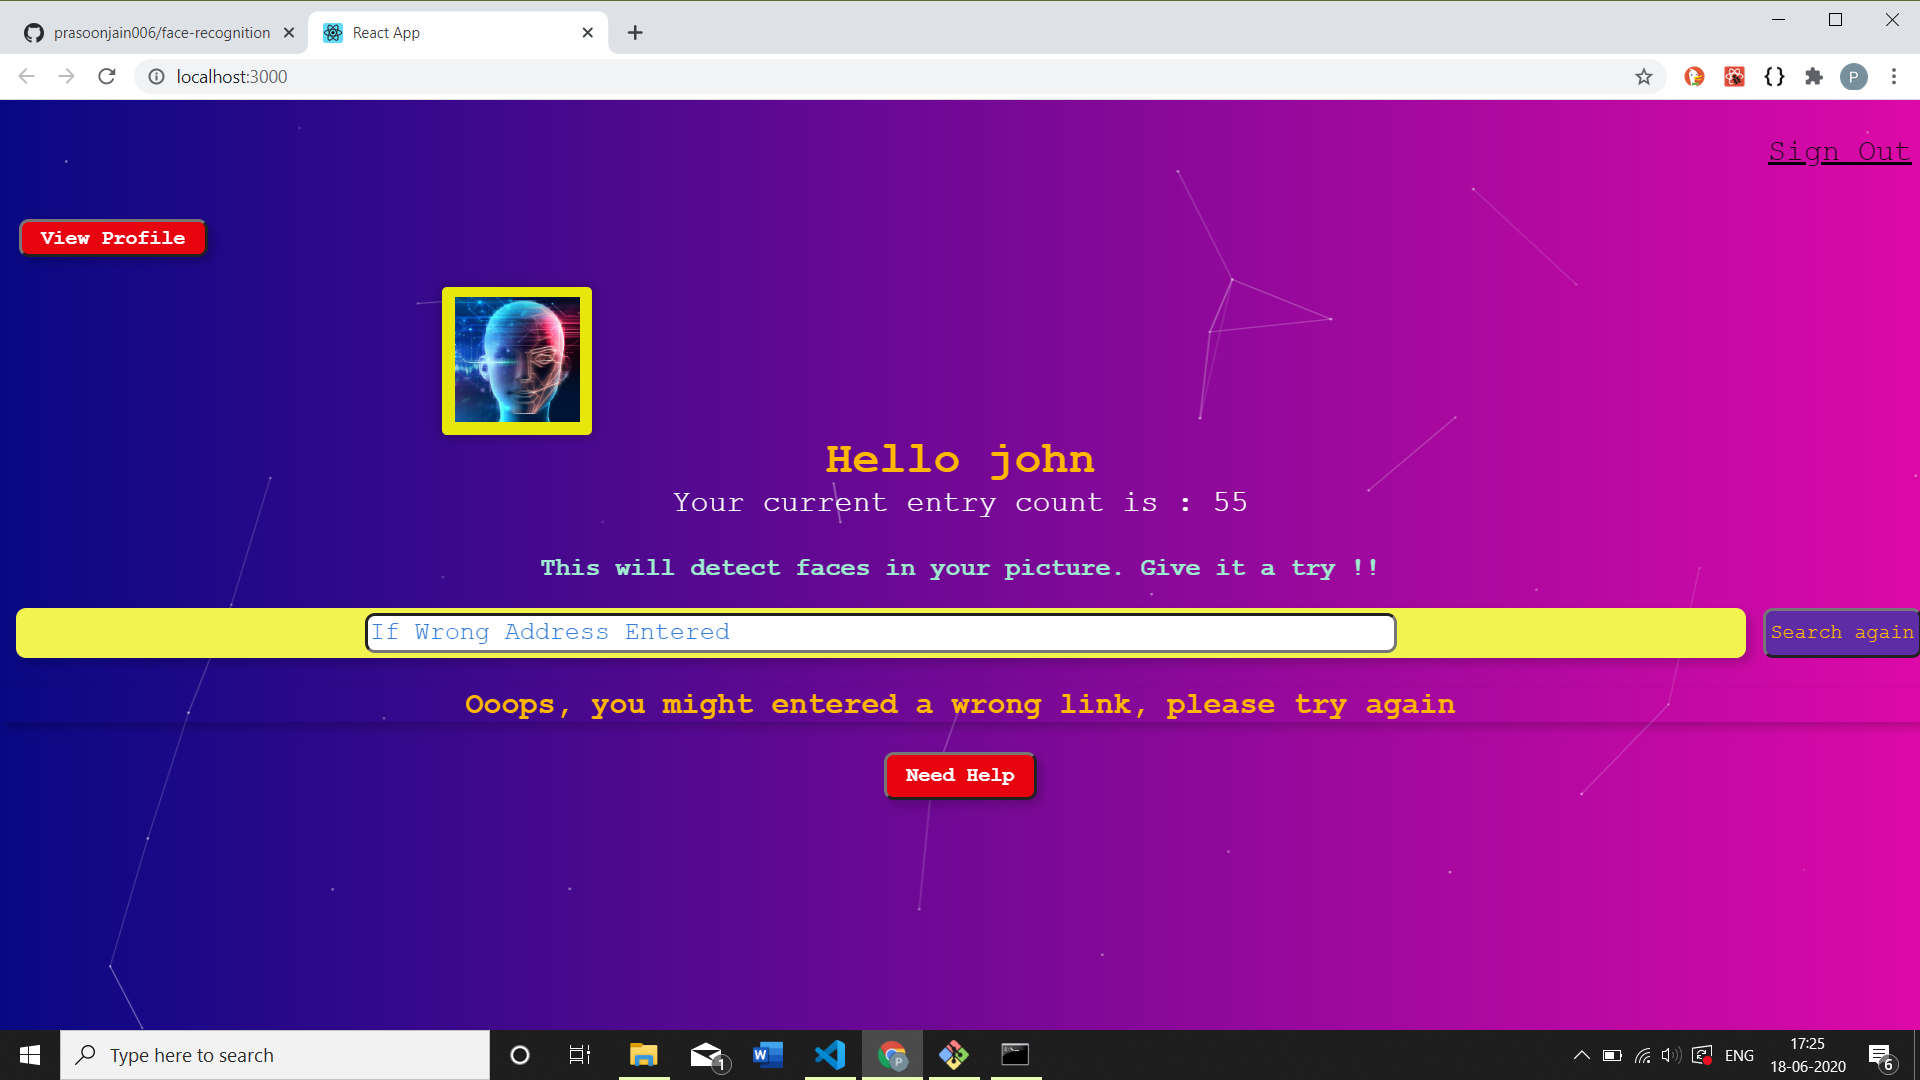 prasoonjain006/face-recognition
React App
localhost:3000
P
Sign Out
View Profile
Hello john
Your current entry count is : 55
This will detect faces in your picture. Give it a try !!
If Wrong Address Entered
Search again
Ooops, you might entered a wrong link, please try again
Need Help
Type here to search
1
W
P
ENG
17:25
18-06-2020
6